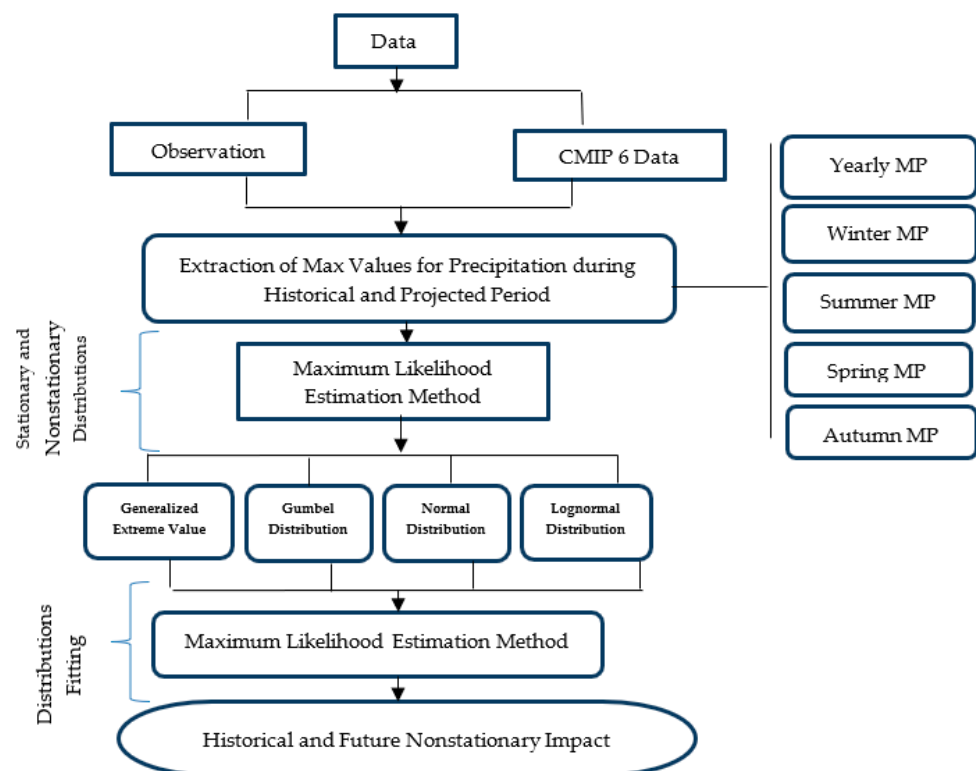 Data
Observation
CMIP 6 Data
Extraction of Max Values for Precipitation during
Historical and Projected Period
Yearly MP
Winter MP
Summer MP
Spring MP
Autumn MP
Stationary and
Nonstationary
Distributions
Maximum Likelihood
Estimation Method
Generalized
Extreme Value
Gumbel
Distribution
Normal
Distribution
Lognormal
Distribution
Distributions
Fitting
Maximum Likelihood Estimation Method
Historical and Future Nonstationary Impact